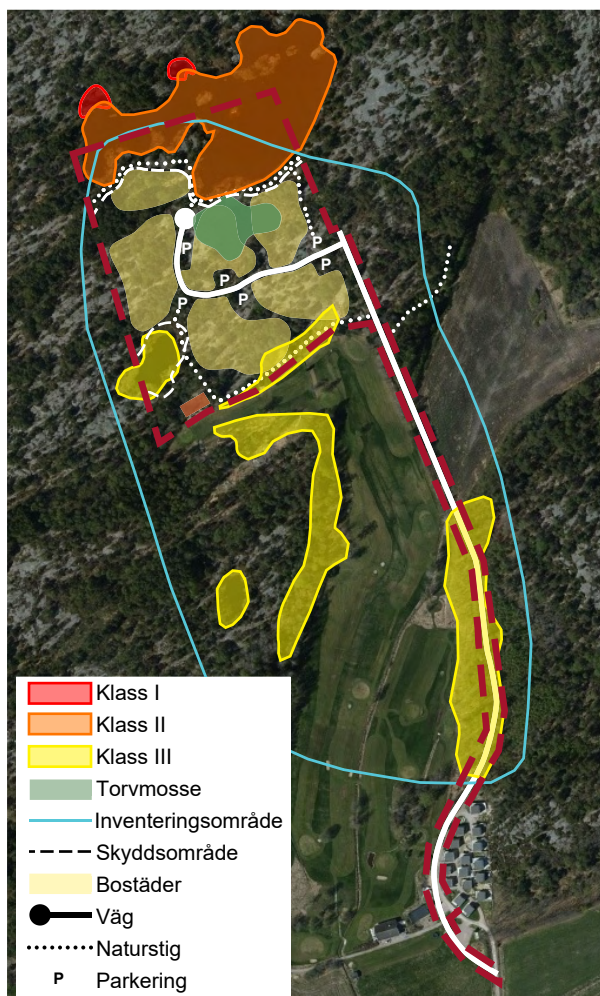 P
P
P
P
P
P
Klass I
Klass II
Klass III
Torvmosse
Inventeringsområde
Skyddsområde
Bostäder
Väg
Naturstig
P Parkering